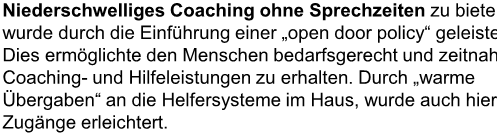 Niederschwelliges Coaching ohne Sprechzeiten zu biete
wurde durch die Einführung einer „open door policy“ geleiste
Dies ermöglichte den Menschen bedarfsgerecht und zeitnah
Coaching- und Hilfeleistungen zu erhalten. Durch „warme
Übergaben“ an die Helfersysteme im Haus, wurde auch hier
Zugänge erleichtert.